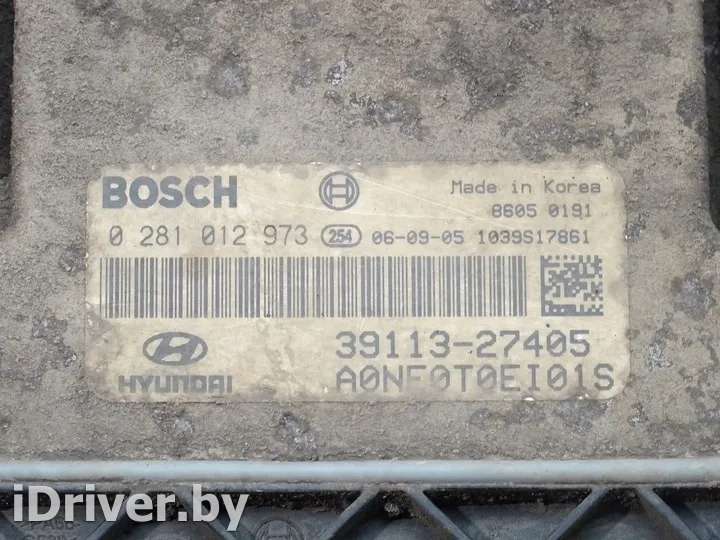 BOSCH
Made in Korea
8605 0191
0 281 012 973 254 06-09-05 1039S17861
39113-27405
HYUNDAI A0NF0T0EI01S
iDriver.by